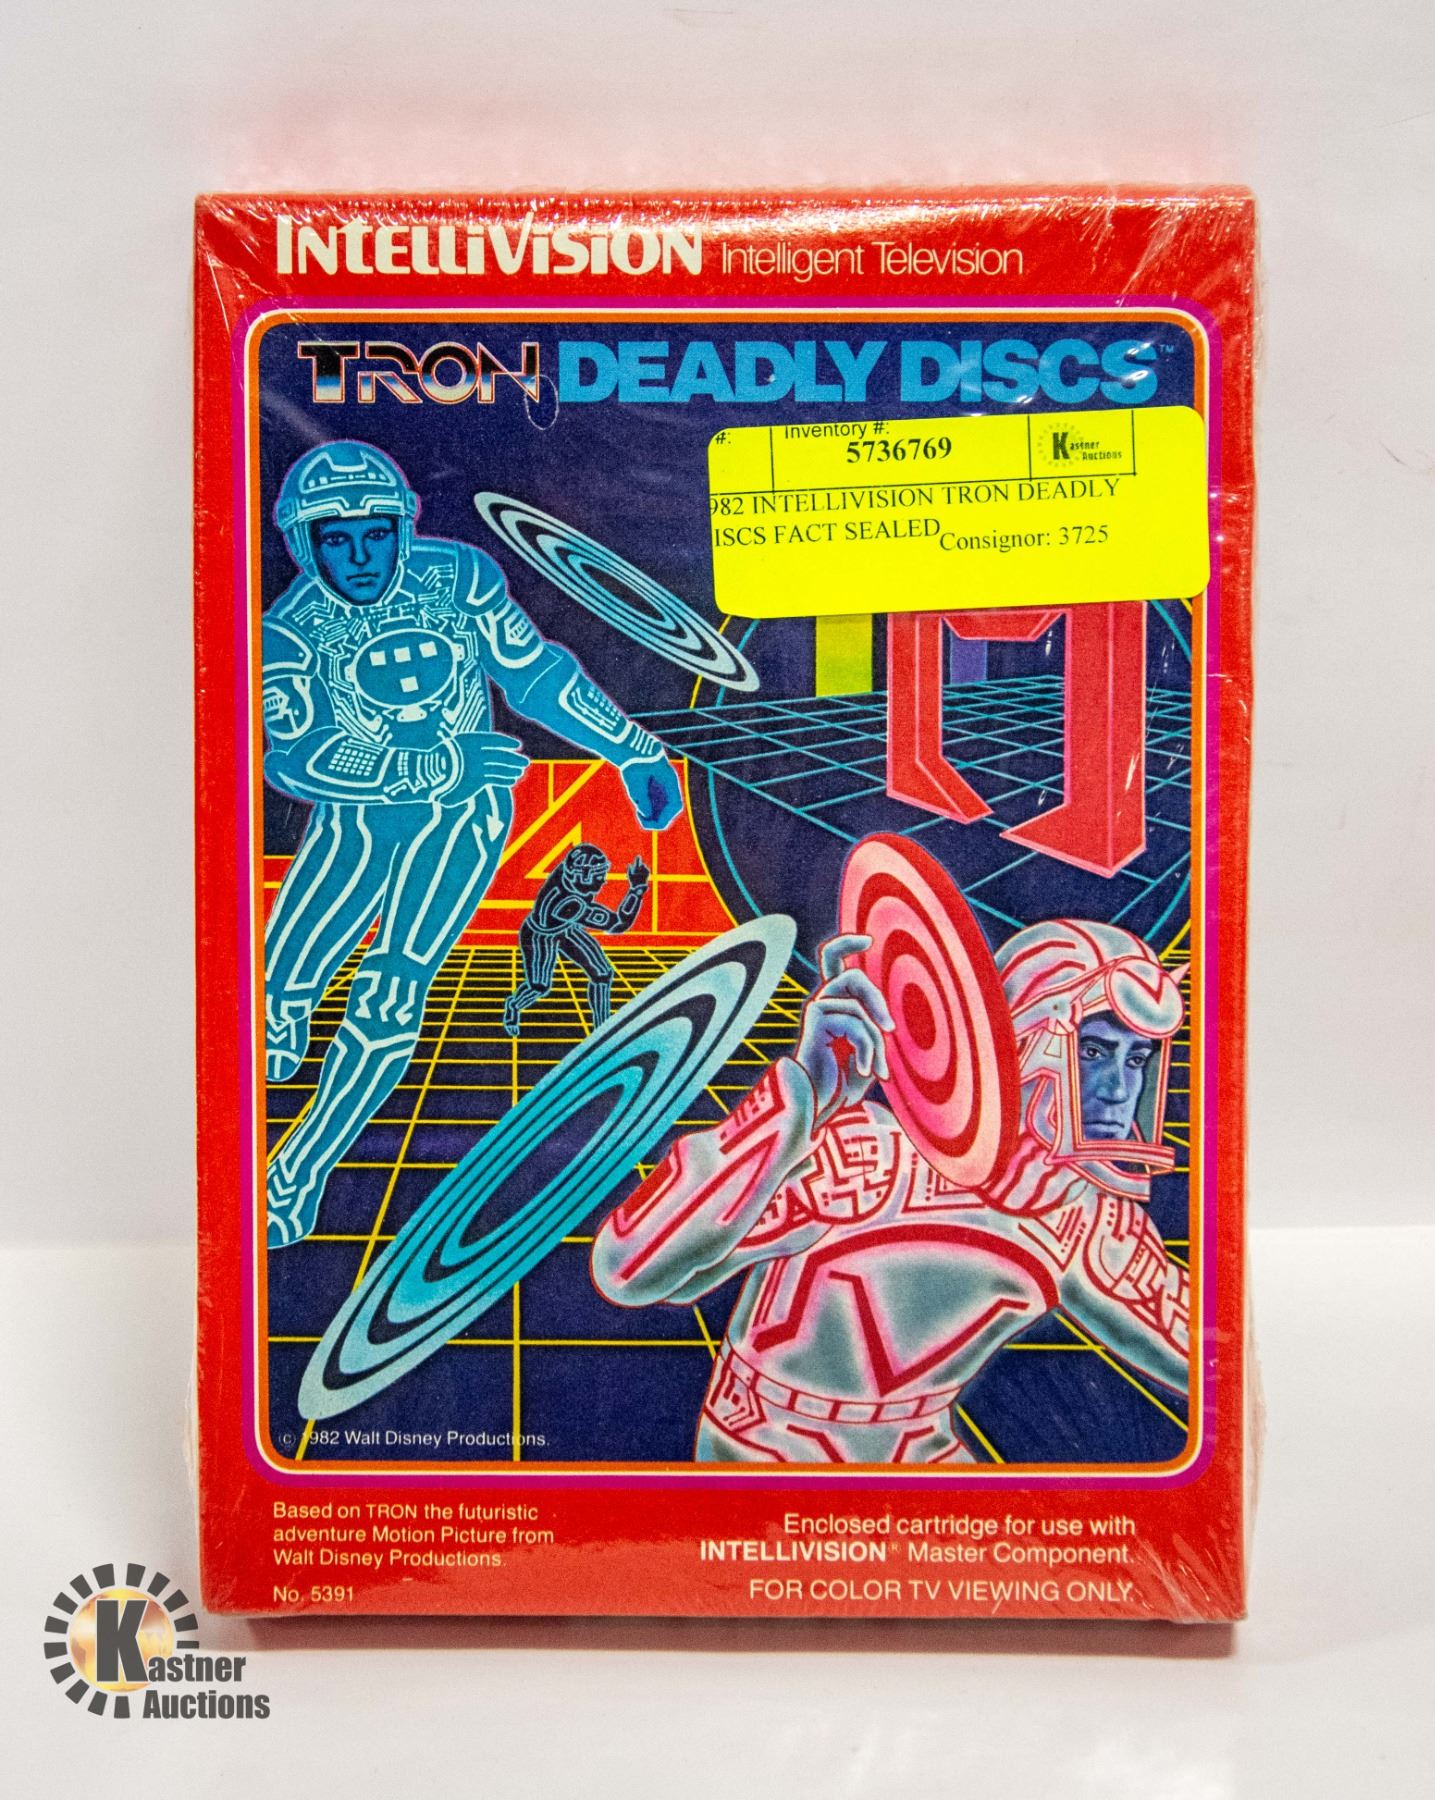 INTELLIVISION Intelligent Television
TRON DEADLY DISCS™
#: Inventory #:
5736769
Kastner
Auctions
982 INTELLIVISION TRON DEADLY
ISCS FACT SEALED
Consignor: 3725
(c) 1982 Walt Disney Productions.
Based on TRON the futuristic
adventure Motion Picture from
Walt Disney Productions.
No. 5391
Enclosed cartridge for use with
INTELLIVISION® Master Component.
FOR COLOR TV VIEWING ONLY.
Kastner
Auctions